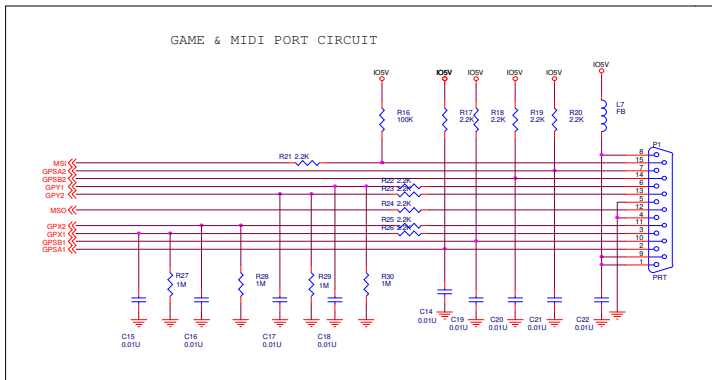 GAME & MIDI PORT CIRCUIT
IO5V IO5V IO5V IO5V IO5V IO5V
R16 100K
R17 2.2K
R18 2.2K
R19 2.2K
R20 2.2K
L7 FB
P1
R21 2.2K
MSI
GPSA2
GPSB2
GPY1
GPY2
MSO
GPX2
GPX1
GPSB1
GPSA1
R22 2.2K
R23 2.2K
R24 2.2K
R25 2.2K
R26 2.2K
8
15
7
14
6
13
5
12
4
11
3
10
2
9
1
PRT
R27 1M
R28 1M
R29 1M
R30 1M
C15 0.01U
C16 0.01U
C17 0.01U
C18 0.01U
C14 0.01U
C19 0.01U
C20 0.01U
C21 0.01U
C22 0.01U